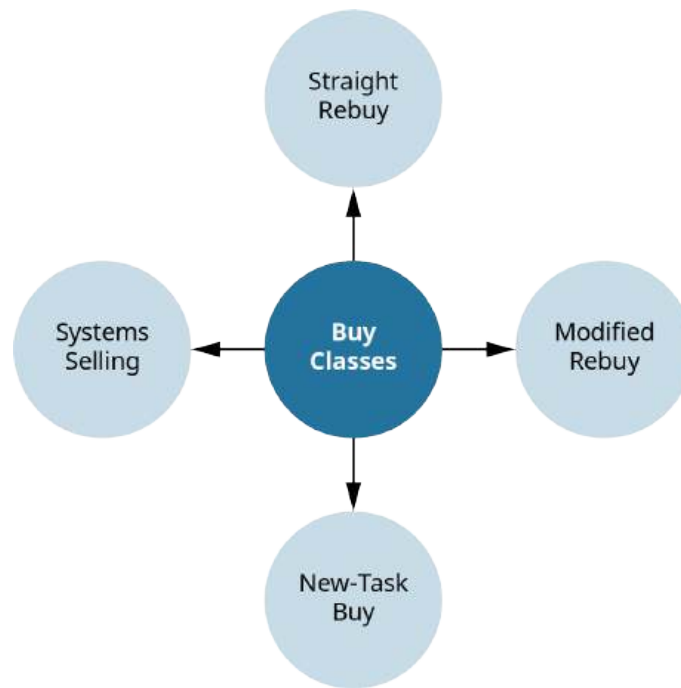 Straight
Rebuy
Systems
Selling
Buy
Classes
Modified
Rebuy
New-Task
Buy